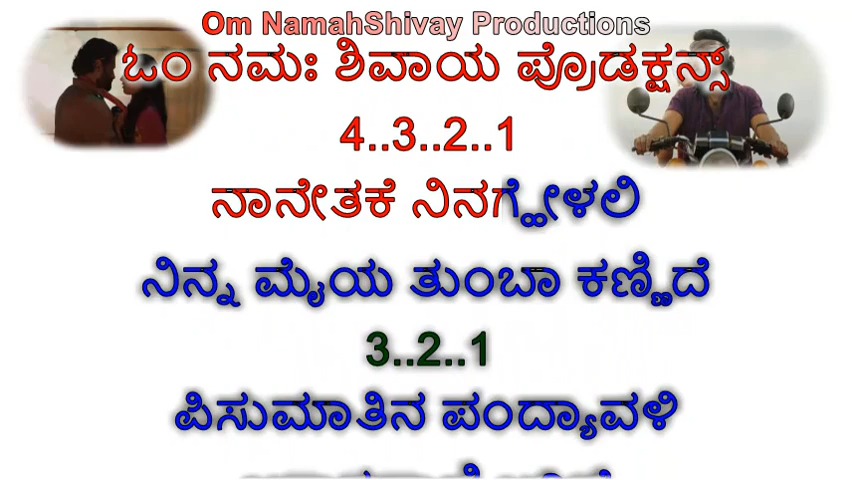 Om NamahShivay Productions
ಓಂ ನಮಃ ಶಿವಾಯ ಪ್ರೊಡಕ್ಷನ್ಸ್
4..3..2..1
ನಾನೇತಕೆ ನಿನಗ್ಹೇಳಲಿ
ನಿನ್ನ ಮೈಯ ತುಂಬಾ ಕಣ್ಣಿದೆ
3..2..1
ಪಿಸುಮಾತಿನ ಪಂದ್ಯಾವಳಿ